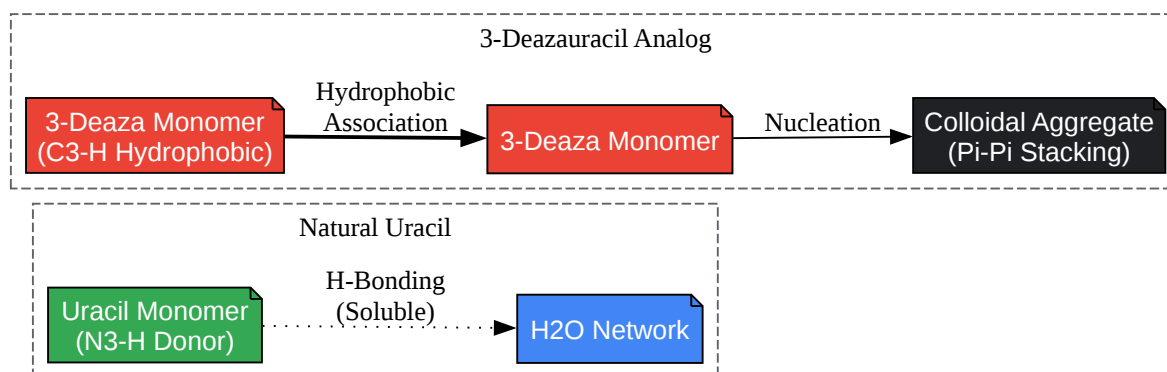 3-Deazauracil Analog
3-Deaza Monomer
(C3-H Hydrophobic)
Hydrophobic
Association
3-Deaza Monomer
Nucleation
Colloidal Aggregate
(Pi-Pi Stacking)
Natural Uracil
Uracil Monomer
(N3-H Donor)
H-Bonding
(Soluble)
H2O Network